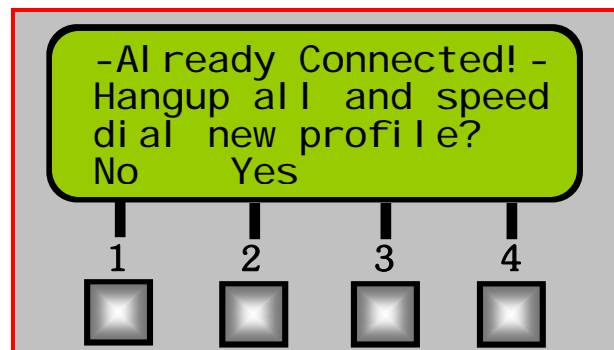 -Already Connected!-
Hangup all and speed
dial new profile?
No Yes
1 2 3 4